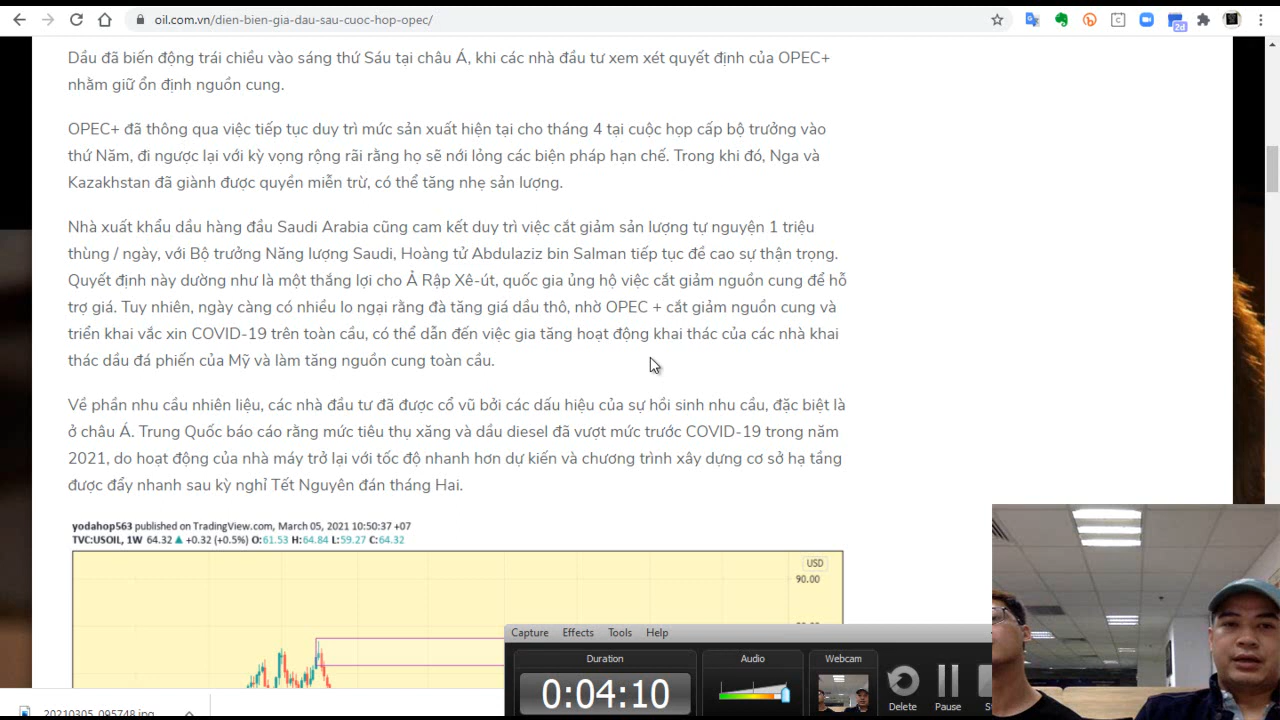 oil.com.vn/dien-bien-gia-dau-sau-cuoc-hop-opec/
2d
Dầu đã biến động trái chiều vào sáng thứ Sáu tại châu Á, khi các nhà đầu tư xem xét quyết định của OPEC+
nhằm giữ ổn định nguồn cung.
OPEC+ đã thông qua việc tiếp tục duy trì mức sản xuất hiện tại cho tháng 4 tại cuộc họp cấp bộ trưởng vào
thứ Năm, đi ngược lại với kỳ vọng rộng rãi rằng họ sẽ nới lỏng các biện pháp hạn chế. Trong khi đó, Nga và
Kazakhstan đã giành được quyền miễn trừ, có thể tăng nhẹ sản lượng.
Nhà xuất khẩu dầu hàng đầu Saudi Arabia cũng cam kết duy trì việc cắt giảm sản lượng tự nguyện 1 triệu
thùng / ngày, với Bộ trưởng Năng lượng Saudi, Hoàng tử Abdulaziz bin Salman tiếp tục đề cao sự thận trọng.
Quyết định này dường như là một thắng lợi cho Ả Rập Xê-út, quốc gia ủng hộ việc cắt giảm nguồn cung để hỗ
trợ giá. Tuy nhiên, ngày càng có nhiều lo ngại rằng đà tăng giá dầu thô, nhờ OPEC + cắt giảm nguồn cung và
triển khai vắc xin COVID-19 trên toàn cầu, có thể dẫn đến việc gia tăng hoạt động khai thác của các nhà khai
thác dầu đá phiến của Mỹ và làm tăng nguồn cung toàn cầu.
Về phần nhu cầu nhiên liệu, các nhà đầu tư đã được cổ vũ bởi các dấu hiệu của sự hồi sinh nhu cầu, đặc biệt là
ở châu Á. Trung Quốc báo cáo rằng mức tiêu thụ xăng và dầu diesel đã vượt mức trước COVID-19 trong năm
2021, do hoạt động của nhà máy trở lại với tốc độ nhanh hơn dự kiến và chương trình xây dựng cơ sở hạ tầng
được đẩy nhanh sau kỳ nghỉ Tết Nguyên đán tháng Hai.
yodahop563 published on TradingView.com, March 05, 2021 10:50:37 +07
TVC:USOIL, 1W 64.32 ▲ +0.32 (+0.5%) O:61.53 H:64.84 L:59.27 C:64.32
USD
90.00
Capture Effects Tools Help
Duration Audio Webcam
0:04:10
Delete Pause
20210305_095748.jpg